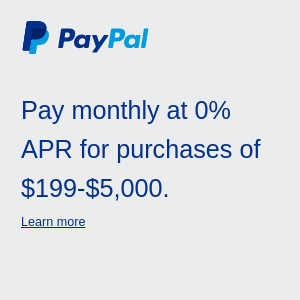 PayPal
Pay monthly at 0%
APR for purchases of
$199-$5,000.
Learn more